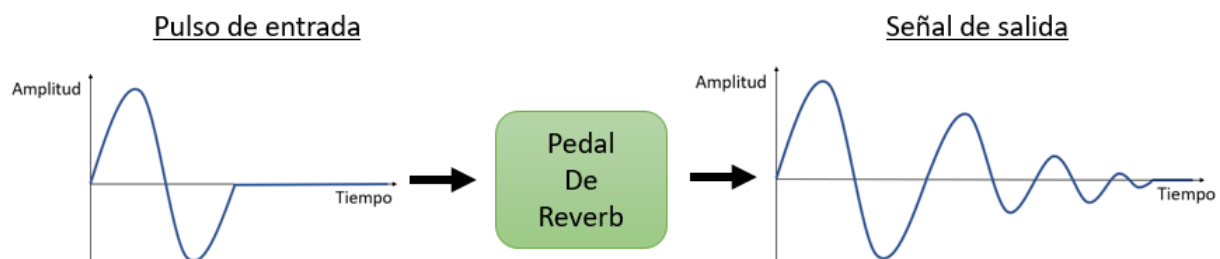 Pulso de entrada
Señal de salida
Amplitud
Tiempo
Pedal
De
Reverb
Amplitud
Tiempo